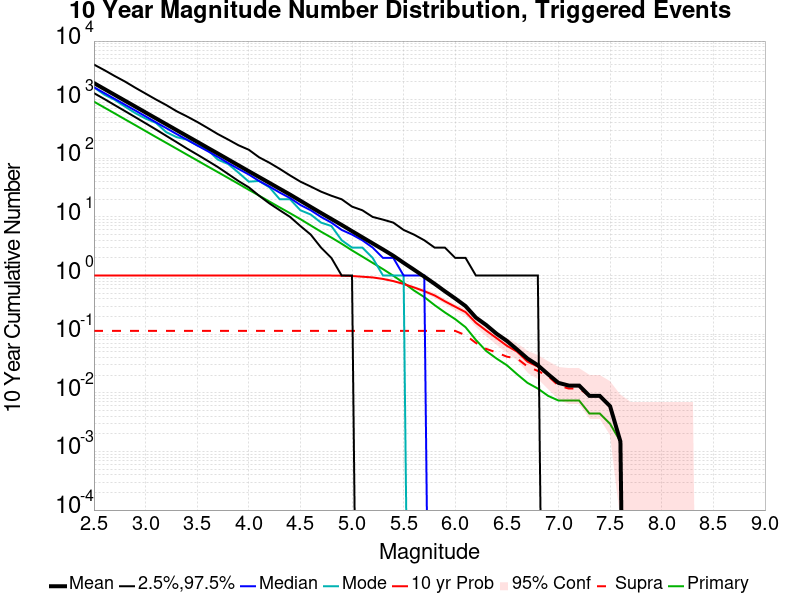 10 Year Magnitude Number Distribution, Triggered Events
10 Year Cumulative Number
10^4
10^3
10^2
10^1
10^0
10^-1
10^-2
10^-3
10^-4
2.5 3.0 3.5 4.0 4.5 5.0 5.5 6.0 6.5 7.0 7.5 8.0 8.5 9.0
Magnitude
Mean 2.5%,97.5% Median Mode 10 yr Prob 95% Conf Supra Primary